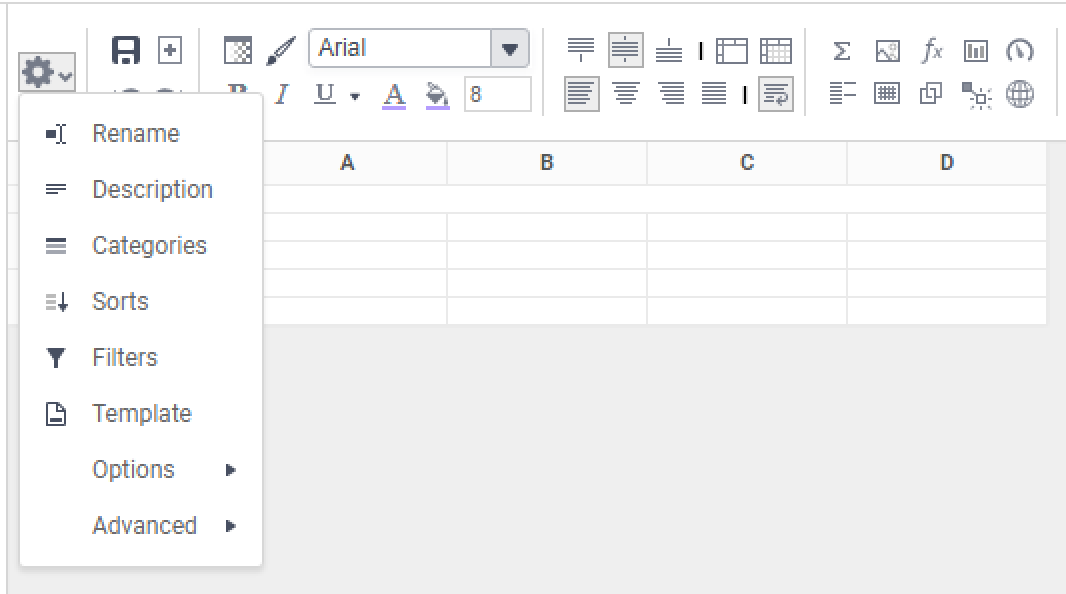 Arial
B I U A 8
Σ
fx
Rename
Description
Categories
Sorts
Filters
Template
Options
Advanced
A B C D